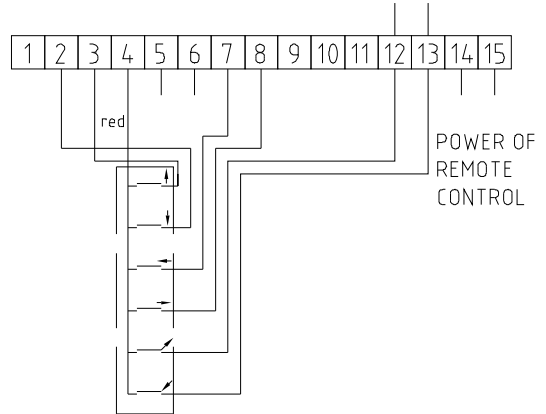 1 2 3 4 5 6 7 8 9 10 11 12 13 14 15
red
POWER OF
REMOTE
CONTROL